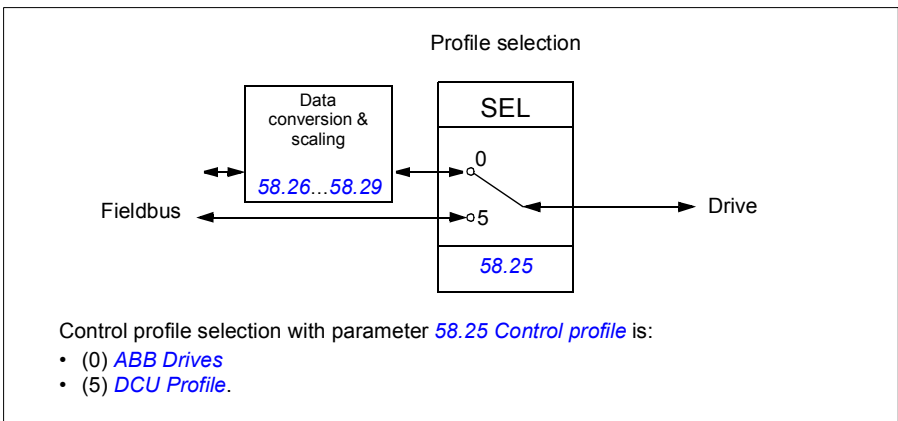 Profile selection
Data
conversion &
scaling
58.26...58.29
SEL
0
5
58.25
Fieldbus
Drive
Control profile selection with parameter 58.25 Control profile is:
• (0) ABB Drives
• (5) DCU Profile.